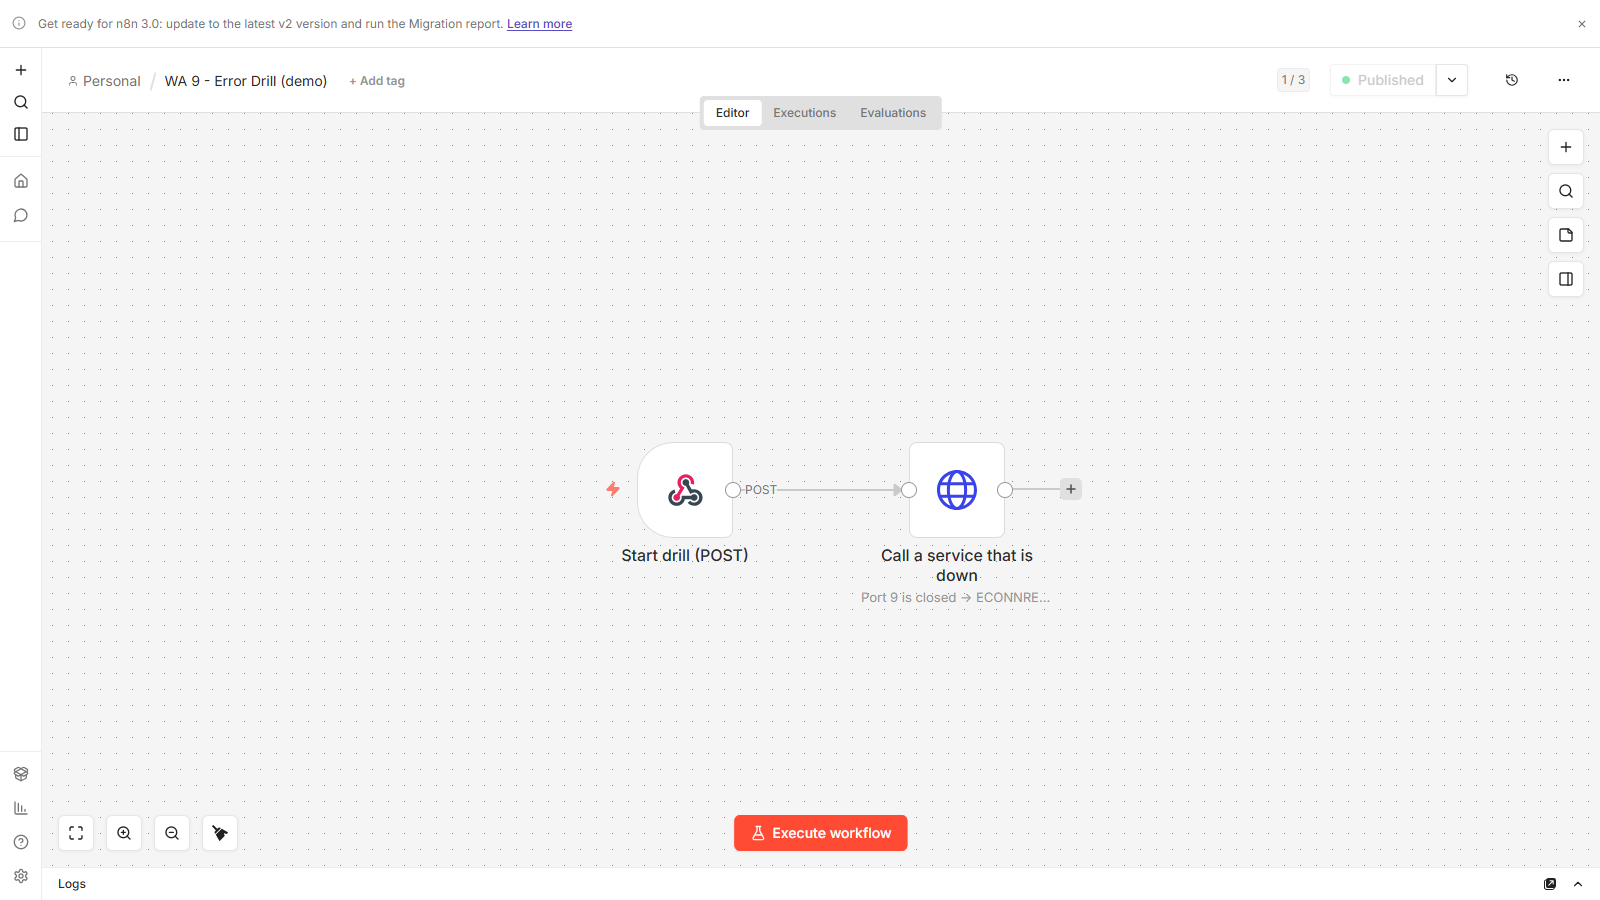 Get ready for n8n 3.0: update to the latest v2 version and run the Migration report. Learn more
Personal / WA 9 - Error Drill (demo) + Add tag
1 / 3
Published
Editor Executions Evaluations
POST
Start drill (POST)
Call a service that is
down
Port 9 is closed → ECONNRE...
Execute workflow
Logs